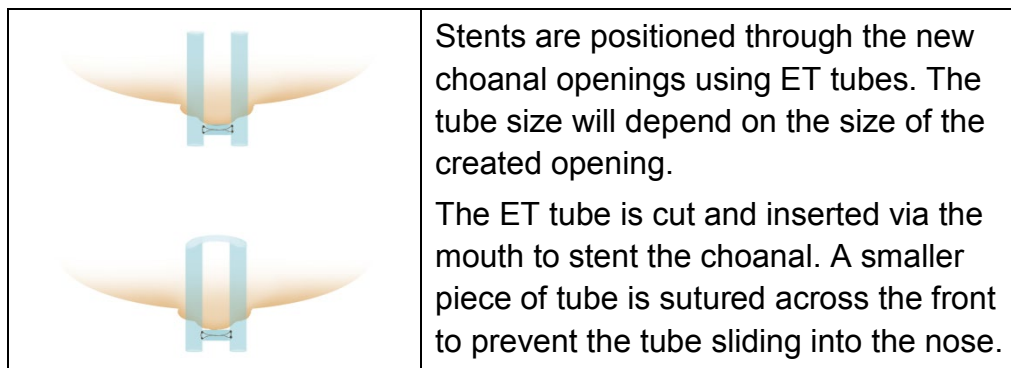 Stents are positioned through the new
choanal openings using ET tubes. The
tube size will depend on the size of the
created opening.
The ET tube is cut and inserted via the
mouth to stent the choanal. A smaller
piece of tube is sutured across the front
to prevent the tube sliding into the nose.